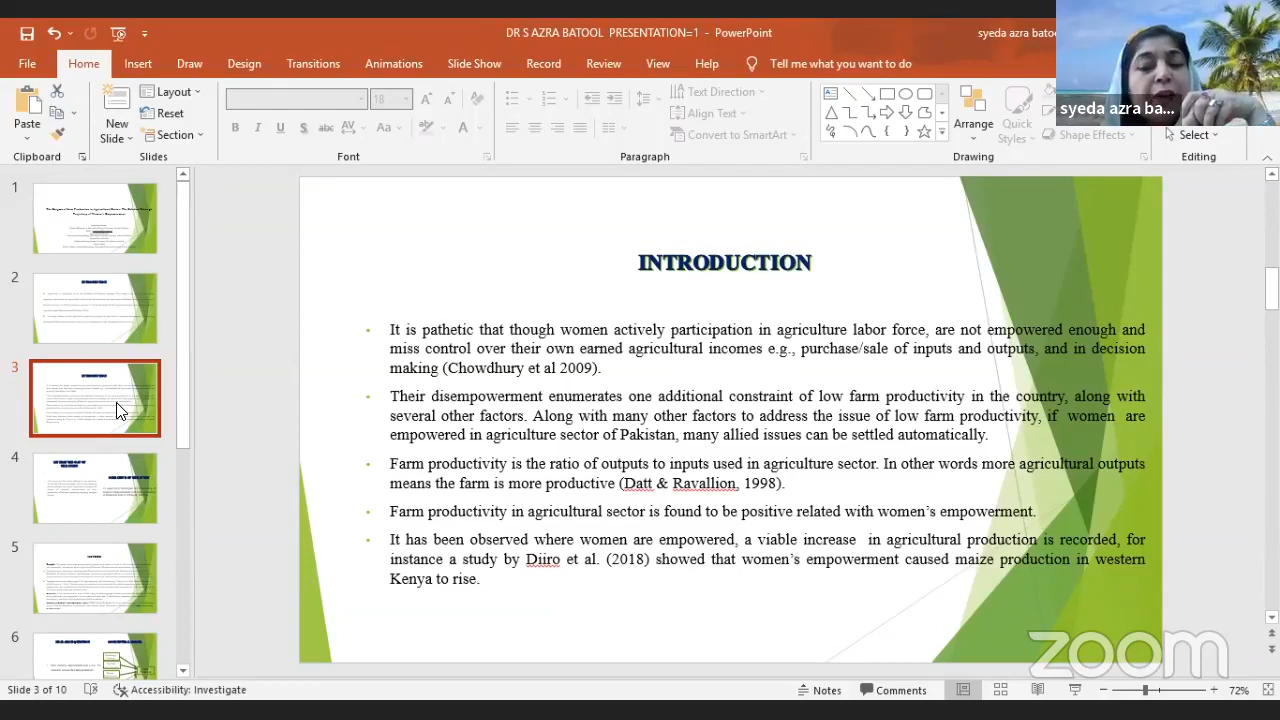 DR S AZRA BATOOL PRESENTATION=1 - PowerPoint
syeda azra batoo
File Home Insert Draw Design Transitions Animations Slide Show Record Review View Help Tell me what you want to do
syeda azra ba...
Paste
New
Slide
Layout
Reset
Section
18
B I U S abc AV Aa A
Text Direction
Align Text
Convert to SmartArt
Arrange
Quick
Styles
Shape Effects
Select
Clipboard Slides Font Paragraph Drawing Editing
1
2
3
4
5
6
INTRODUCTION
• It is pathetic that though women actively participation in agriculture labor force, are not empowered enough and
miss control over their own earned agricultural incomes e.g., purchase/sale of inputs and outputs, and in decision
making (Chowdhury et al 2009).
• Their disempowerment enumerates one additional constraint of low farm productivity in the country, along with
several other factors. Along with many other factors to address the issue of low farm productivity, if women are
empowered in agriculture sector of Pakistan, many allied issues can be settled automatically.
• Farm productivity is the ratio of outputs to inputs used in agriculture sector. In other words more agricultural outputs
means the farm is more productive (Datt & Ravallion, 1998).
• Farm productivity in agricultural sector is found to be positive related with women’s empowerment.
• It has been observed where women are empowered, a viable increase in agricultural production is recorded, for
instance a study by Diiro et al. (2018) showed that women’s empowerment caused maize production in western
Kenya to rise
zoom
Slide 3 of 10 Accessibility: Investigate Notes Comments 72%